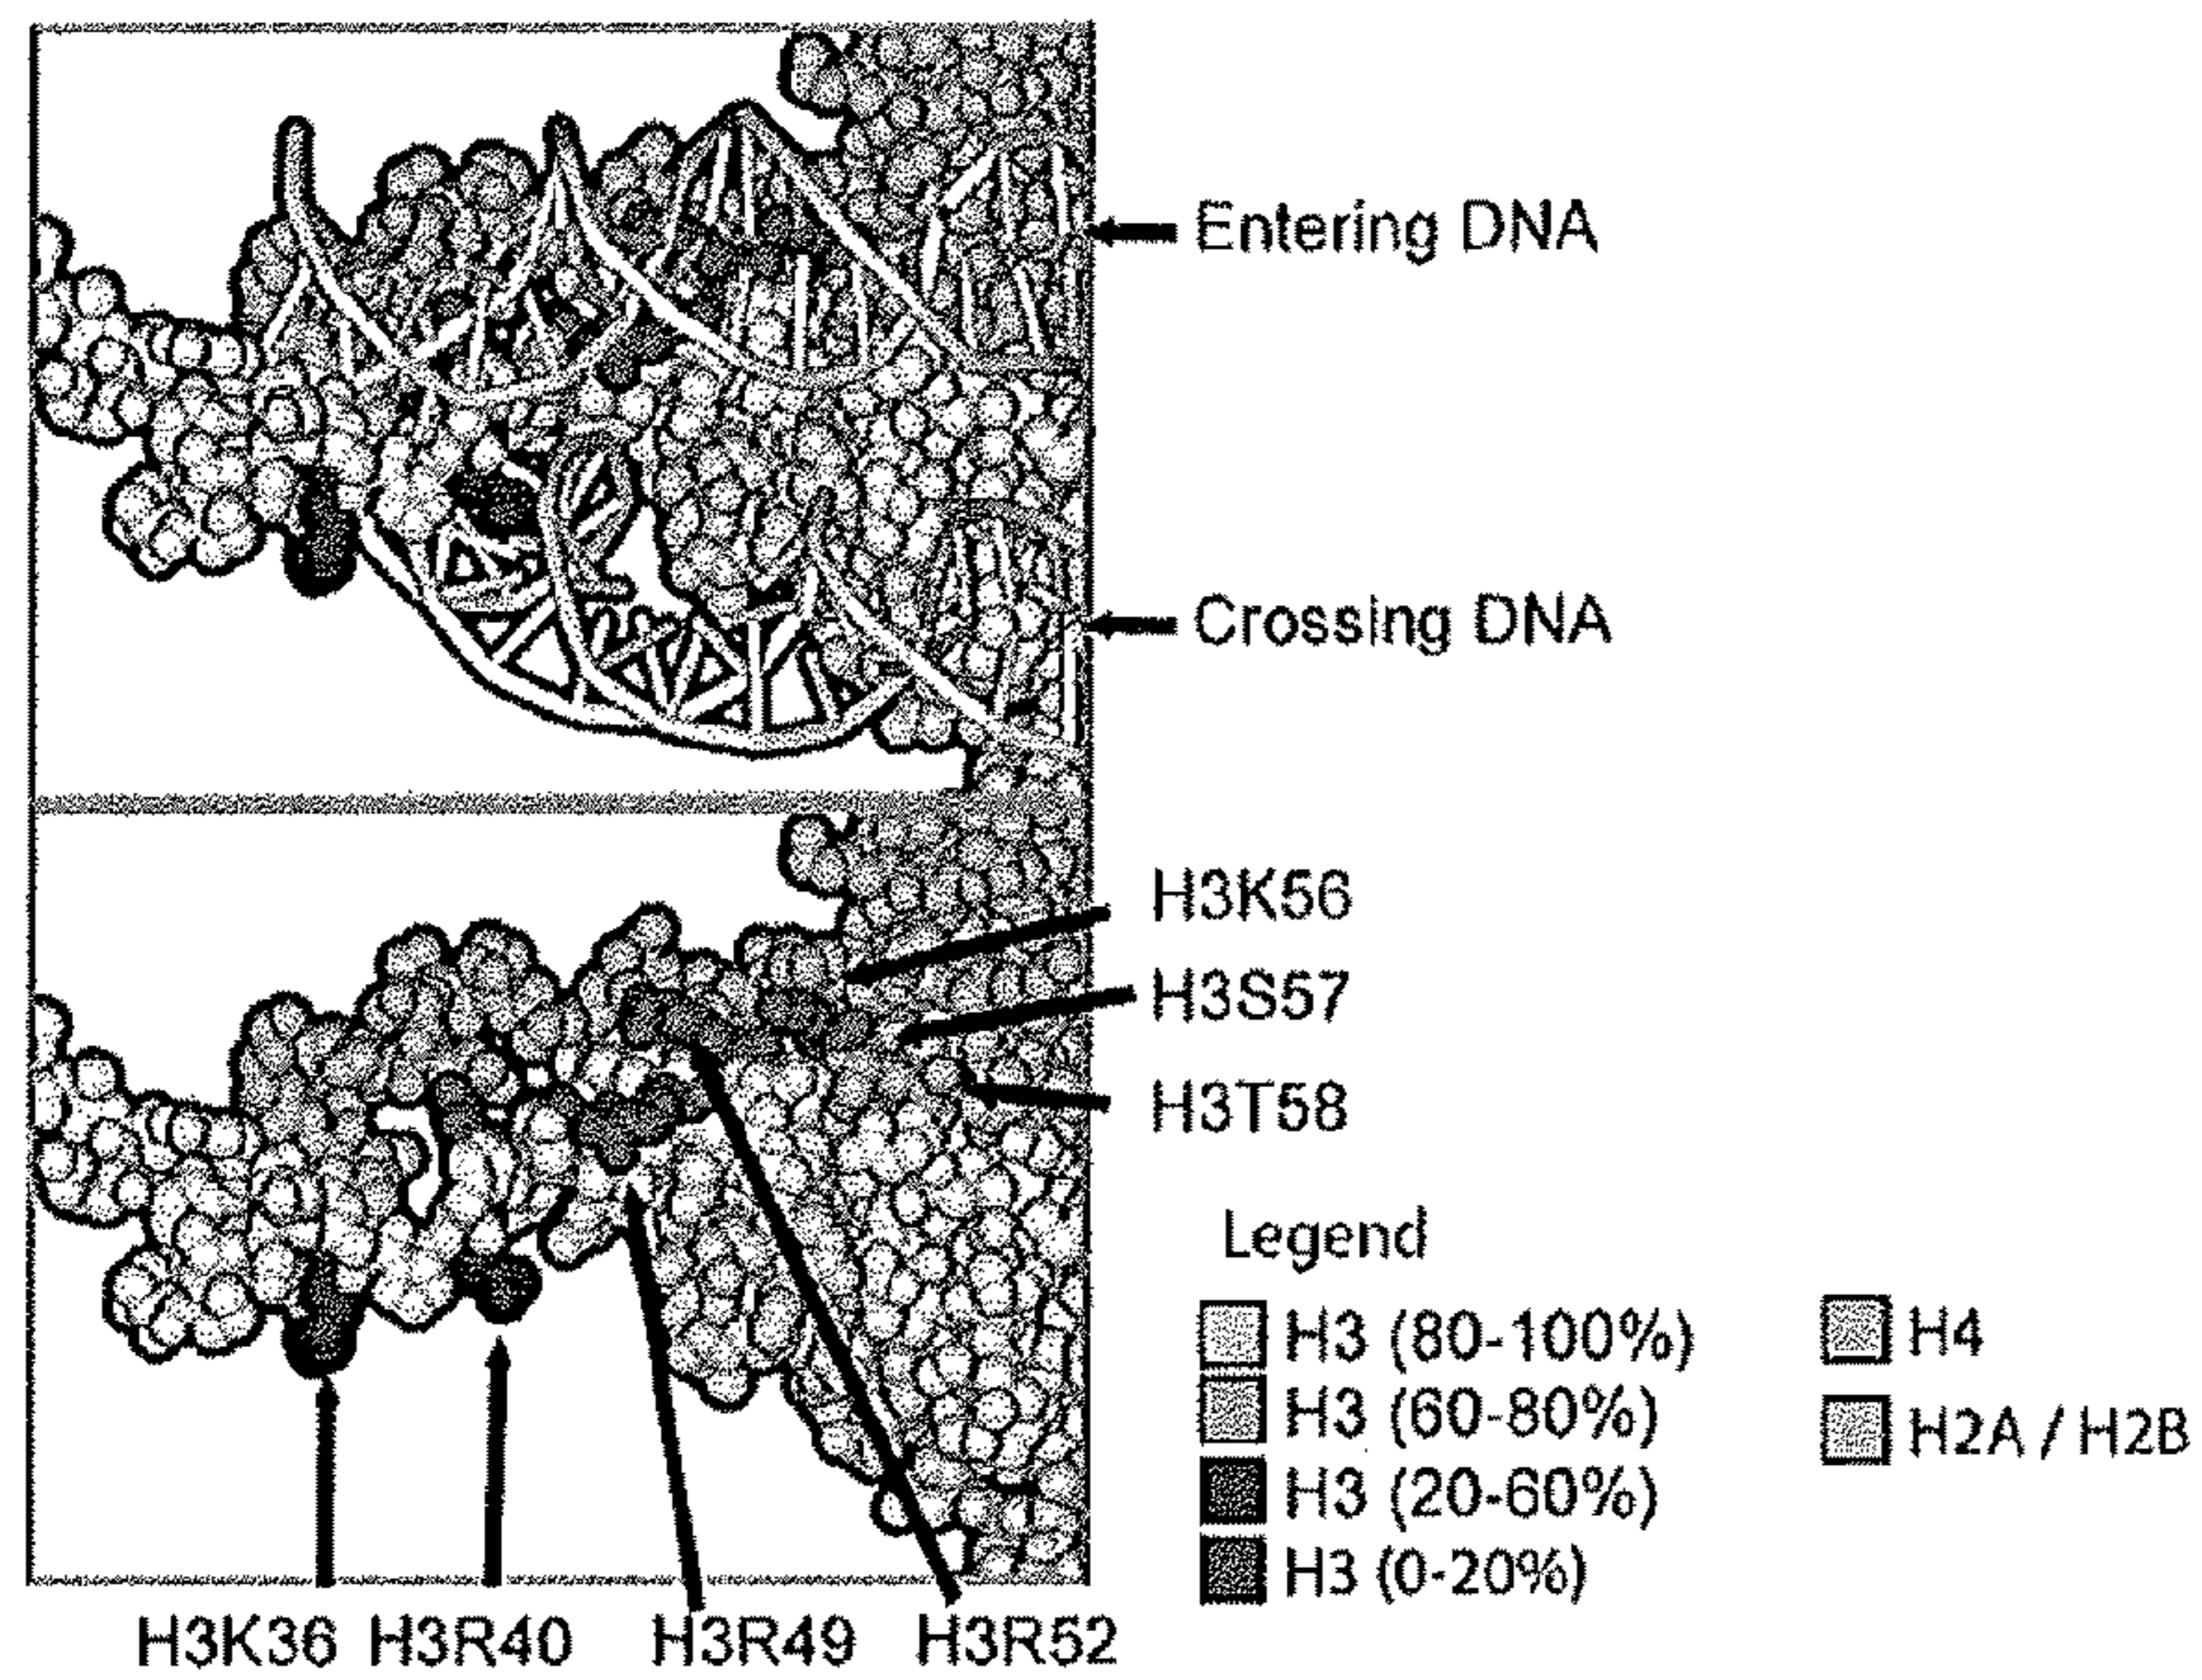 Entering DNA
Crossing DNA
H3K56
H3S57
H3T58
Legend
H3 (80-100%)
H3 (60-80%)
H3 (20-60%)
H3 (0-20%)
H4
H2A / H2B
H3K36
H3R40
H3R49
H3R52